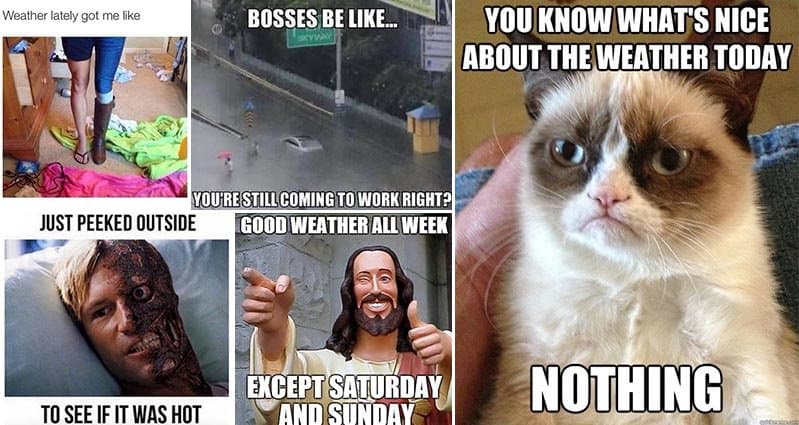 Weather lately got me like
BOSSES BE LIKE...
SKYWAY
YOU'RE STILL COMING TO WORK RIGHT?
JUST PEEKED OUTSIDE
TO SEE IF IT WAS HOT
GOOD WEATHER ALL WEEK
EXCEPT SATURDAY
AND SUNDAY
YOU KNOW WHAT'S NICE
ABOUT THE WEATHER TODAY
NOTHING